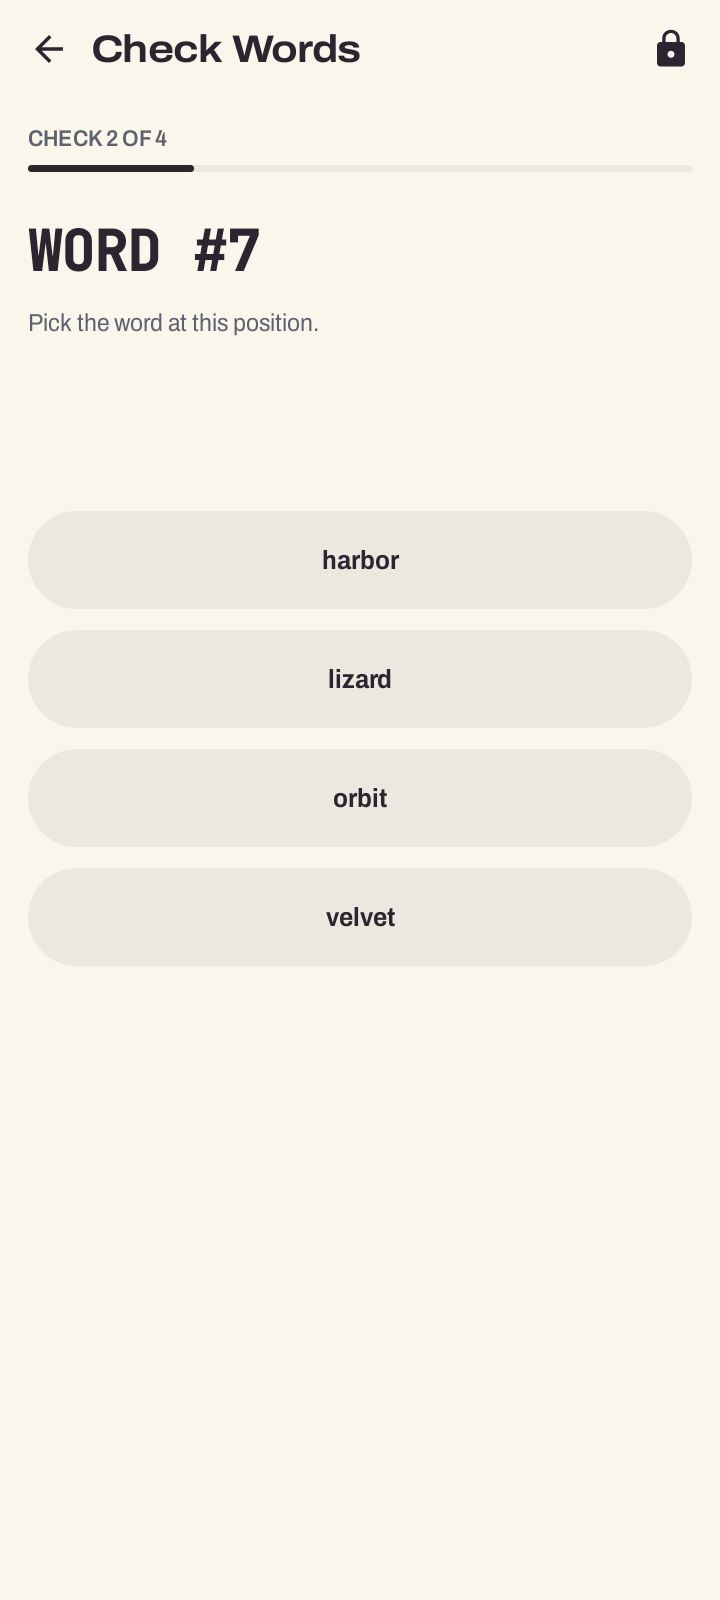 Check Words
CHECK 2 OF 4
WORD #7
Pick the word at this position.
harbor
lizard
orbit
velvet